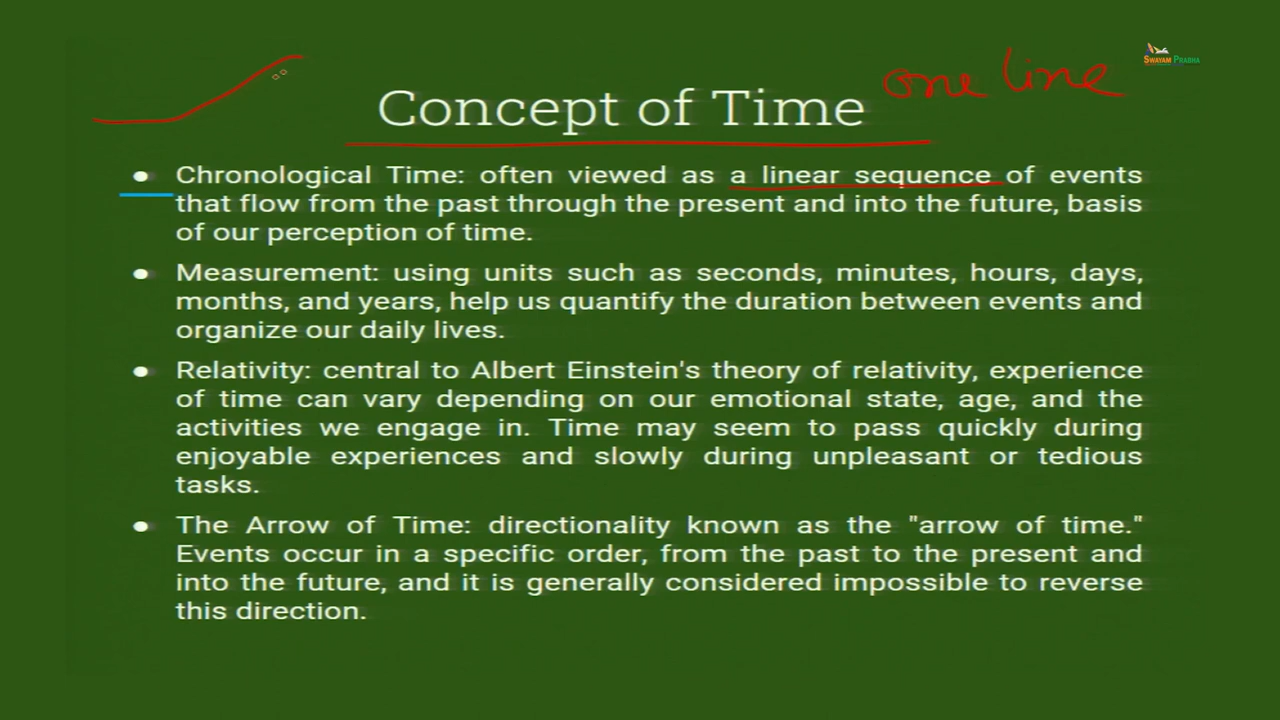 SWAYAM PRABHA
one line
Concept of Time
● Chronological Time: often viewed as a linear sequence of events
that flow from the past through the present and into the future, basis
of our perception of time.
● Measurement: using units such as seconds, minutes, hours, days,
months, and years, help us quantify the duration between events and
organize our daily lives.
● Relativity: central to Albert Einstein's theory of relativity, experience
of time can vary depending on our emotional state, age, and the
activities we engage in. Time may seem to pass quickly during
enjoyable experiences and slowly during unpleasant or tedious
tasks.
● The Arrow of Time: directionality known as the "arrow of time."
Events occur in a specific order, from the past to the present and
into the future, and it is generally considered impossible to reverse
this direction.